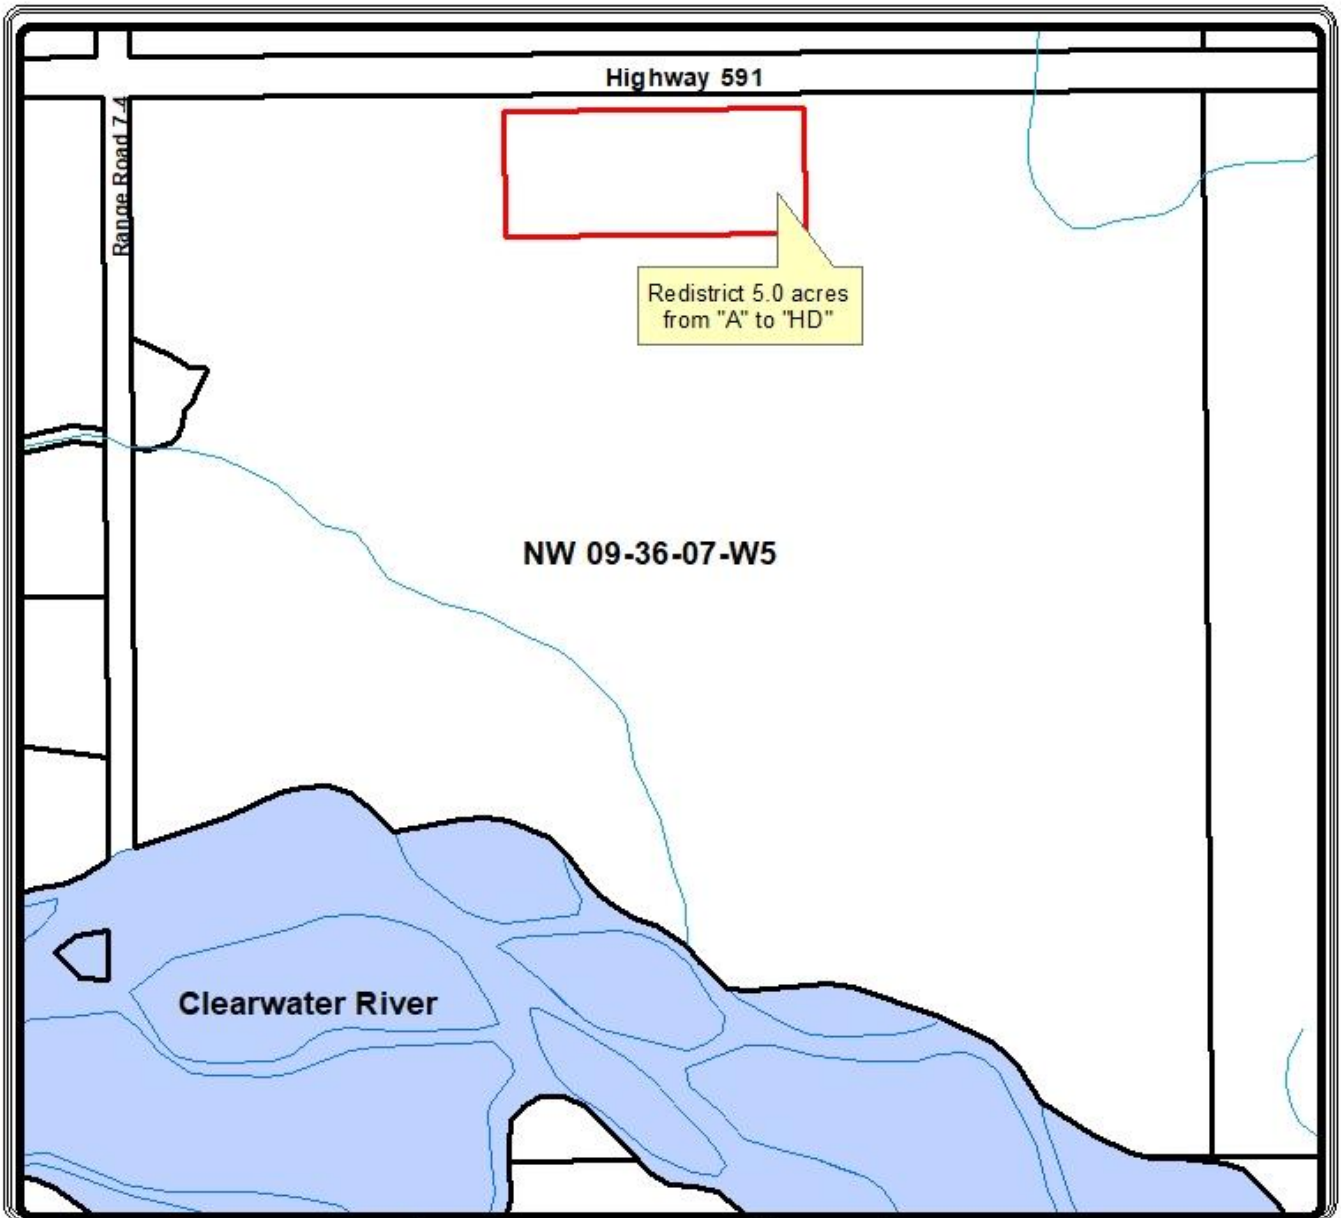 Highway 591
Range Road 7-4
Redistrict 5.0 acres
from "A" to "HD"
NW 09-36-07-W5
Clearwater River